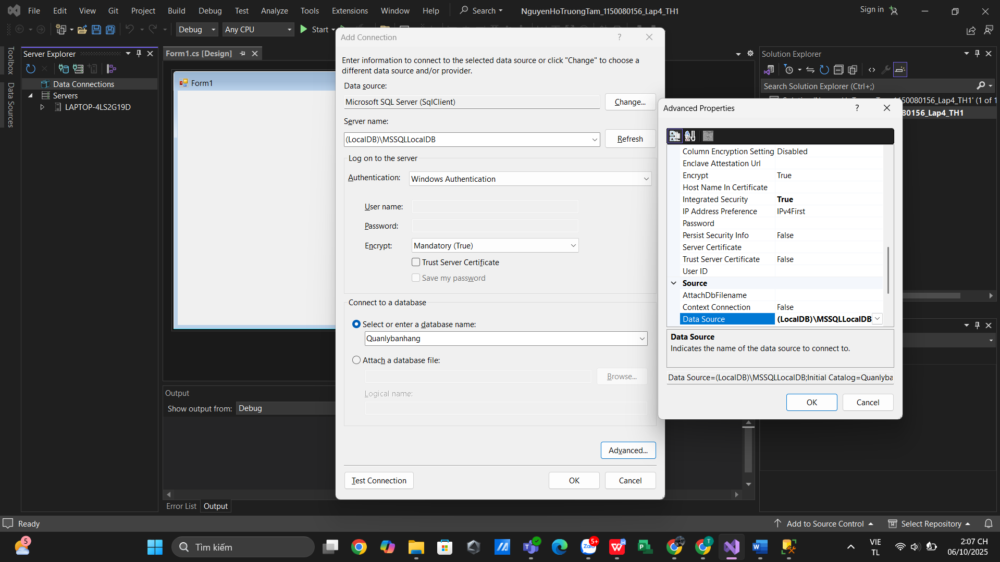 File Edit View Git Project Build Debug Test Analyze Tools Extensions Window Help Search NguyenHoTruongTam_1150080156_Lap4_TH1 Sign in
Debug Any CPU Start
Toolbox
Data Sources
Server Explorer
Data Connections
Servers
LAPTOP-4LS2G19D
Form1.cs [Design]
Form1
Add Connection ?
Enter information to connect to the selected data source or click "Change" to choose a
different data source and/or provider.
Data source:
Microsoft SQL Server (SqlClient) Change...
Server name:
(LocalDB)\MSSQLLocalDB Refresh
Log on to the server
Authentication: Windows Authentication
User name:
Password:
Encrypt: Mandatory (True)
Trust Server Certificate
Save my password
Connect to a database
Select or enter a database name:
Quanlybanhang
Attach a database file:
Browse...
Logical name:
Advanced...
Test Connection OK Cancel
Solution Explorer
Search Solution Explorer (Ctrl+;)
1150080156_Lap4_TH1' (1 of 1
80156_Lap4_TH1
Advanced Properties ?
Column Encryption Setting Disabled
Enclave Attestation Url
Encrypt True
Host Name In Certificate
Integrated Security True
IP Address Preference IPv4First
Password
Persist Security Info False
Server Certificate
Trust Server Certificate False
User ID
Source
AttachDbFilename
Context Connection False
Data Source (LocalDB)\MSSQLLocalDB
Data Source
Indicates the name of the data source to connect to.
Data Source=(LocalDB)\MSSQLLocalDB;Initial Catalog=Quanlyba
OK Cancel
Output
Show output from: Debug
Error List Output
Ready Add to Source Control Select Repository
5 Tìm kiếm T Zalo 5+ W P T W VIE 2:07 CH
TL 06/10/2025